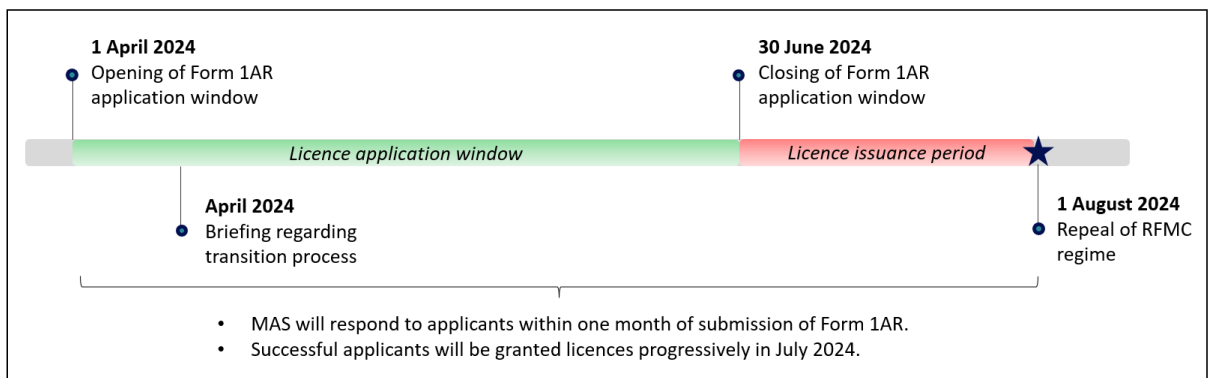 1 April 2024
Opening of Form 1AR
application window
30 June 2024
Closing of Form 1AR
application window
Licence application window
Licence issuance period
April 2024
Briefing regarding
transition process
1 August 2024
Repeal of RFMC
regime
• MAS will respond to applicants within one month of submission of Form 1AR.
• Successful applicants will be granted licences progressively in July 2024.